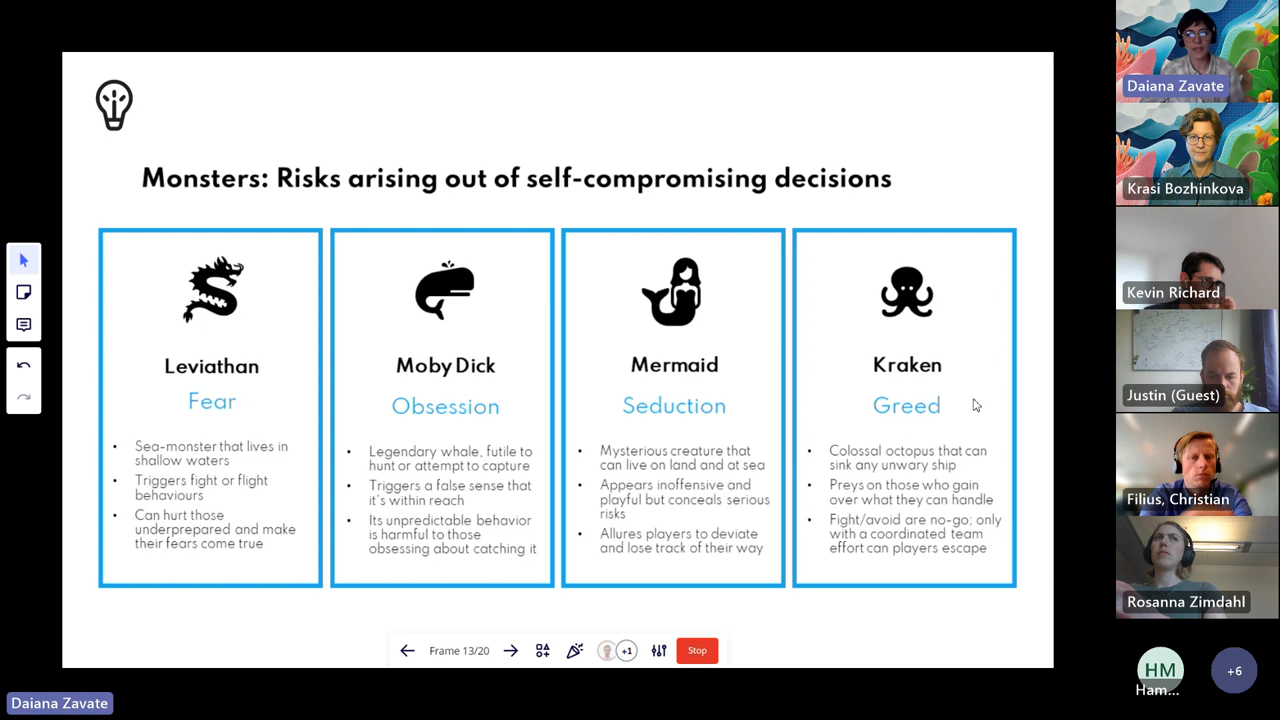 Monsters: Risks arising out of self-compromising decisions
Leviathan
Fear
• Sea-monster that lives in
shallow waters
• Triggers fight or flight
behaviours
• Can hurt those
underprepared and make
their fears come true
Moby Dick
Obsession
• Legendary whale, futile to
hunt or attempt to capture
• Triggers a false sense that
it's within reach
• Its unpredictable behavior
is harmful to those
obsessing about catching it
Mermaid
Seduction
• Mysterious creature that
can live on land and at sea
• Appears inoffensive and
playful but conceals serious
risks
• Allures players to deviate
and lose track of their way
Kraken
Greed
• Colossal octopus that can
sink any unwary ship
• Preys on those who gain
over what they can handle
• Fight/avoid are no-go; only
with a coordinated team
effort can players escape
Frame 13/20
+1
Stop
Daiana Zavate
Daiana Zavate
Krasi Bozhinkova
Kevin Richard
Justin (Guest)
Filius, Christian
Rosanna Zimdahl
HM
Ham...
+6